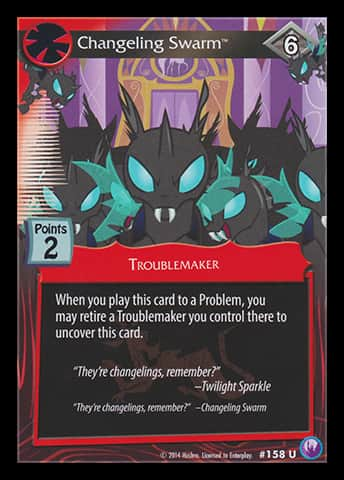 Changeling Swarm™
6
Points
2
TROUBLEMAKER
When you play this card to a Problem, you
may retire a Troublemaker you control there to
uncover this card.
"They're changelings, remember?"
–Twilight Sparkle
"They're changelings, remember?" –Changeling Swarm
© 2014 Hasbro. Licensed to Enterplay. #158 U